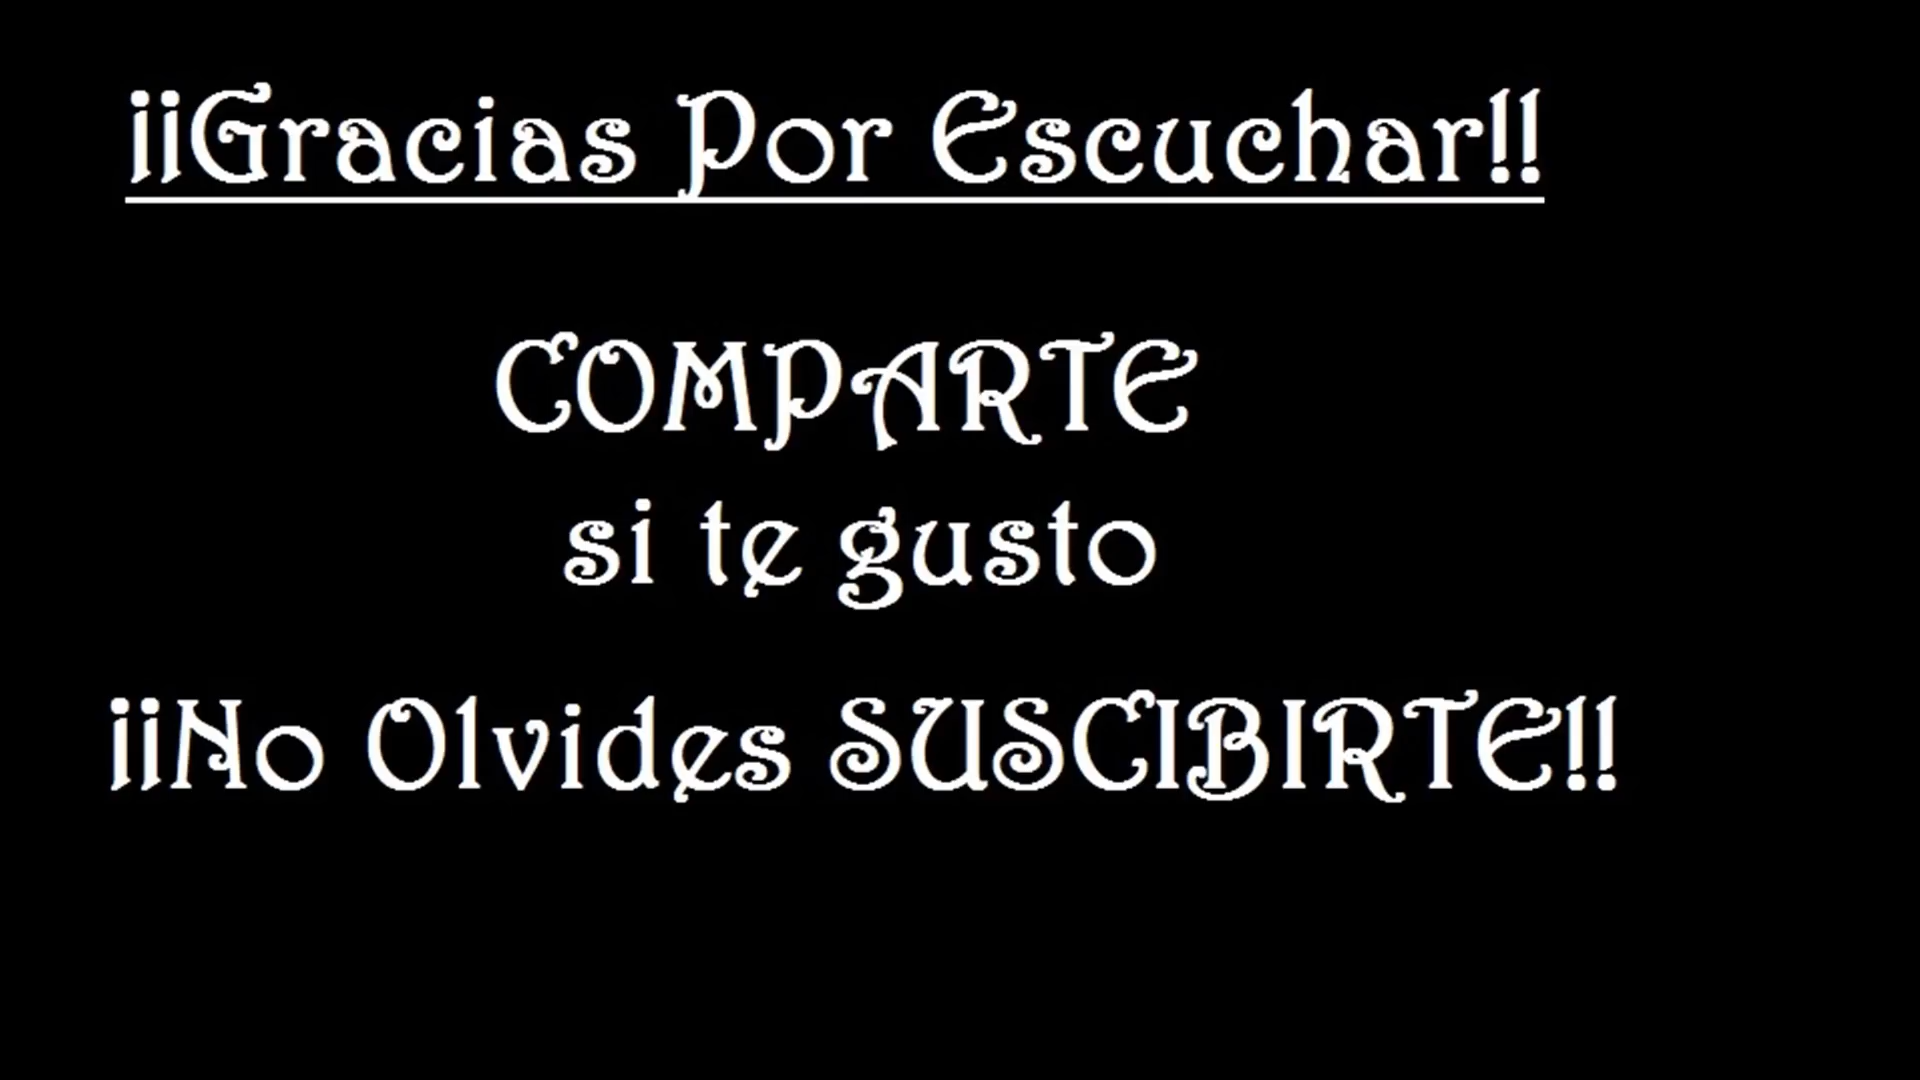 ¡¡Gracias Por Escuchar!!
COMPARTE
si te gusto
¡¡No Olvides SUSCIBIRTE!!